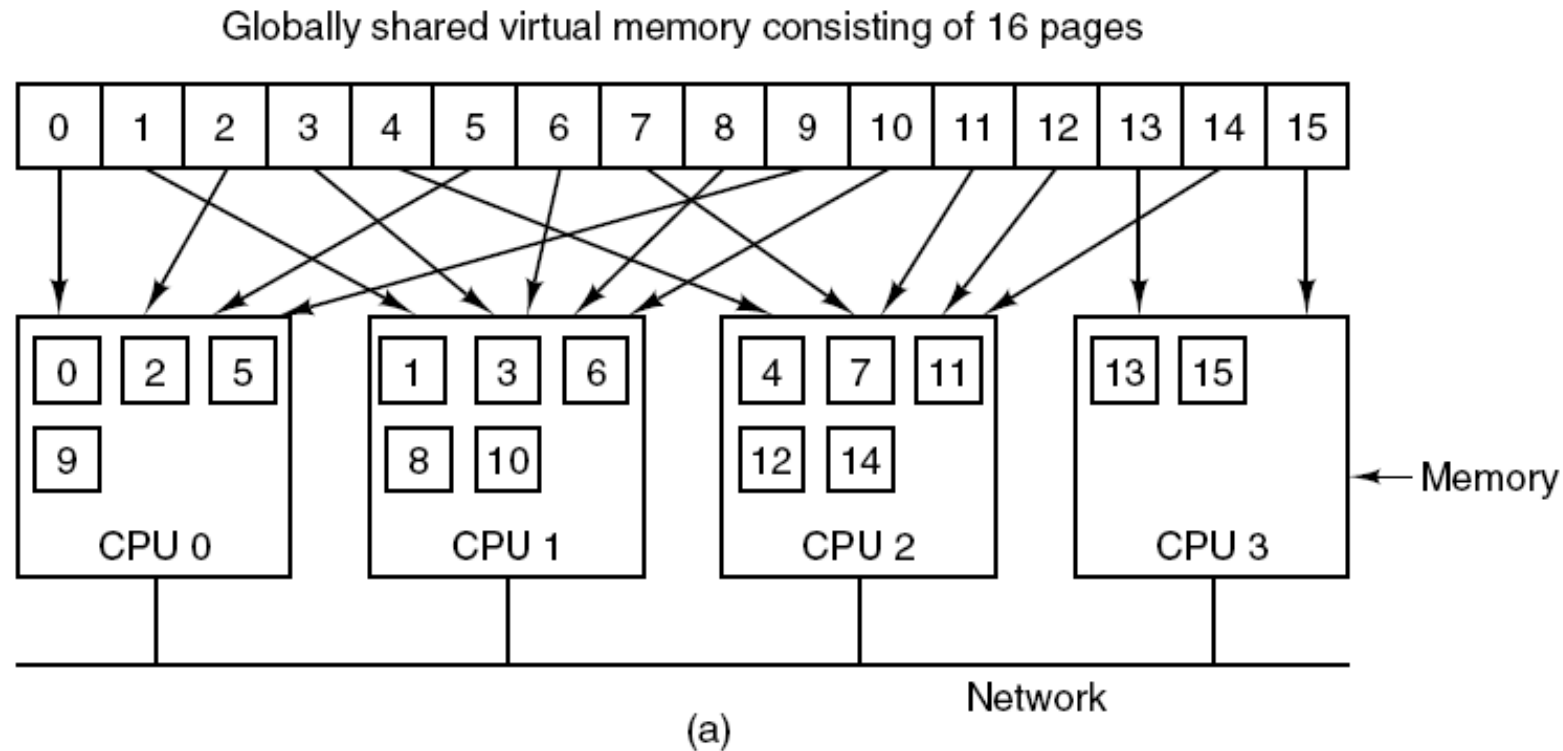 Globally shared virtual memory consisting of 16 pages
0 1 2 3 4 5 6 7 8 9 10 11 12 13 14 15
0 2 5 1 3 6 4 7 11 13 15
9 8 10 12 14
Memory
CPU 0 CPU 1 CPU 2 CPU 3
Network
(a)